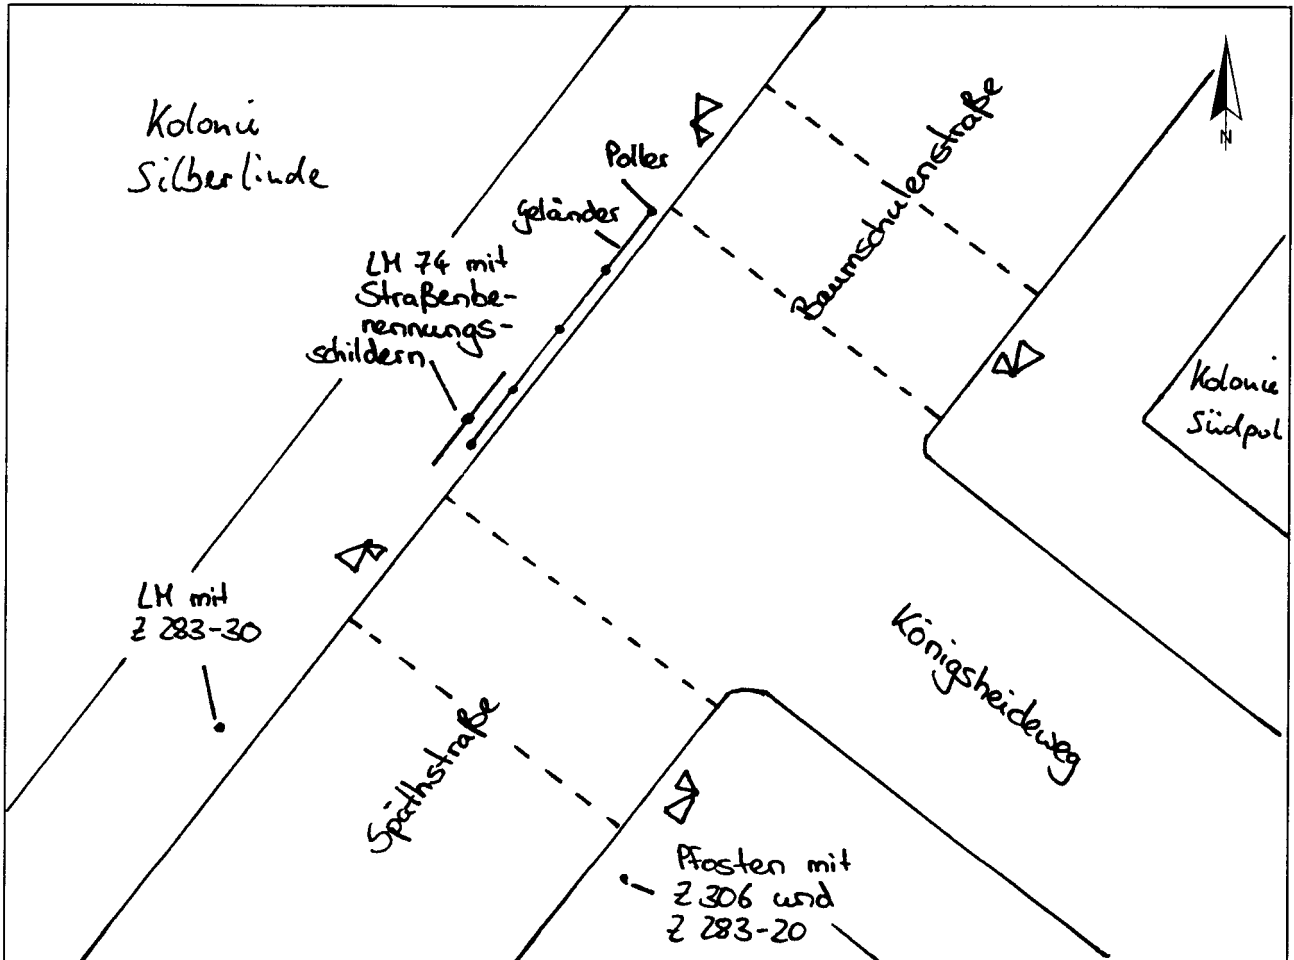 Kolonie
Silberlinde
Poller
Geländer
LM 74 mit
Straßenbe-
nennungs-
schildern
Baumschulenstraße
N
Kolonie
Südpol
LM mit
Z 283-30
Königsheideweg
Späthstraße
Pfosten mit
Z 306 und
Z 283-20